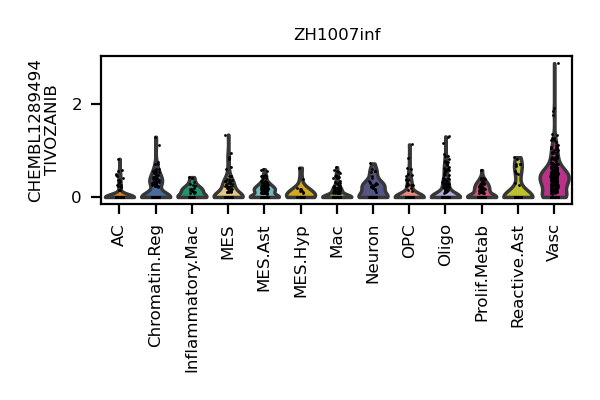 ZH1007inf
CHEMBL1289494
TIVOZANIB
2
0
AC
Chromatin.Reg
Inflammatory.Mac
MES
MES.Ast
MES.Hyp
Mac
Neuron
OPC
Oligo
Prolif.Metab
Reactive.Ast
Vasc